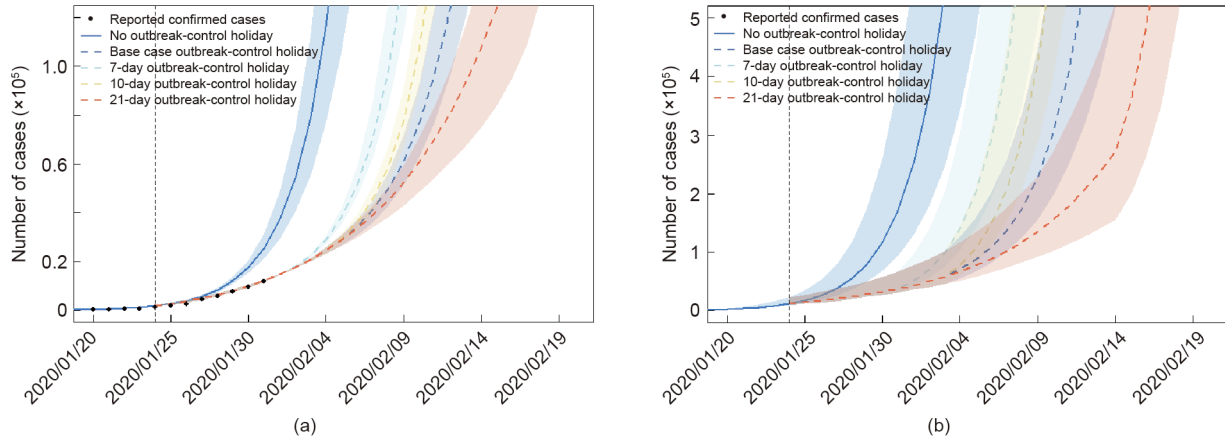 Reported confirmed cases
No outbreak-control holiday
Base case outbreak-control holiday
7-day outbreak-control holiday
10-day outbreak-control holiday
21-day outbreak-control holiday
Number of cases (×10⁵)
1.0
0.6
0.2
0
2020/01/20
2020/01/25
2020/01/30
2020/02/04
2020/02/09
2020/02/14
2020/02/19
(a)
Reported confirmed cases
No outbreak-control holiday
Base case outbreak-control holiday
7-day outbreak-control holiday
10-day outbreak-control holiday
21-day outbreak-control holiday
Number of cases (×10⁵)
5
4
3
2
1
0
2020/01/20
2020/01/25
2020/01/30
2020/02/04
2020/02/09
2020/02/14
2020/02/19
(b)